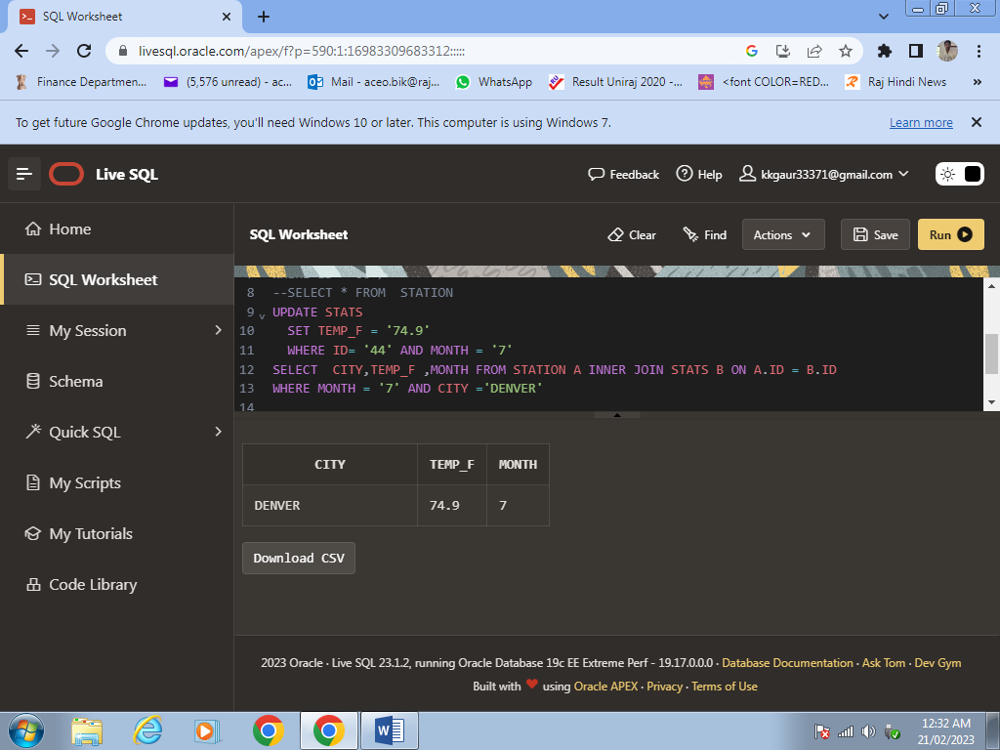 SQL Worksheet
livesql.oracle.com/apex/f?p=590:1:16983309683312:::::
Finance Departmen... (5,576 unread) - ac... Mail - aceo.bik@raj... WhatsApp Result Uniraj 2020 -... <font COLOR=RED... Raj Hindi News »
To get future Google Chrome updates, you'll need Windows 10 or later. This computer is using Windows 7. Learn more
Live SQL Feedback Help kkgaur33371@gmail.com
Home
SQL Worksheet
My Session
Schema
Quick SQL
My Scripts
My Tutorials
Code Library
SQL Worksheet Clear Find Actions Save Run
8 --SELECT * FROM  STATION
9 UPDATE STATS
10 SET TEMP_F = '74.9'
11 WHERE ID= '44' AND MONTH = '7'
12 SELECT  CITY,TEMP_F ,MONTH FROM STATION A INNER JOIN STATS B ON A.ID = B.ID
13 WHERE MONTH = '7' AND CITY ='DENVER'
14
CITY TEMP_F MONTH
DENVER 74.9 7
Download CSV
2023 Oracle · Live SQL 23.1.2, running Oracle Database 19c EE Extreme Perf - 19.17.0.0.0 · Database Documentation · Ask Tom · Dev Gym
Built with ❤ using Oracle APEX · Privacy · Terms of Use
12:32 AM
21/02/2023